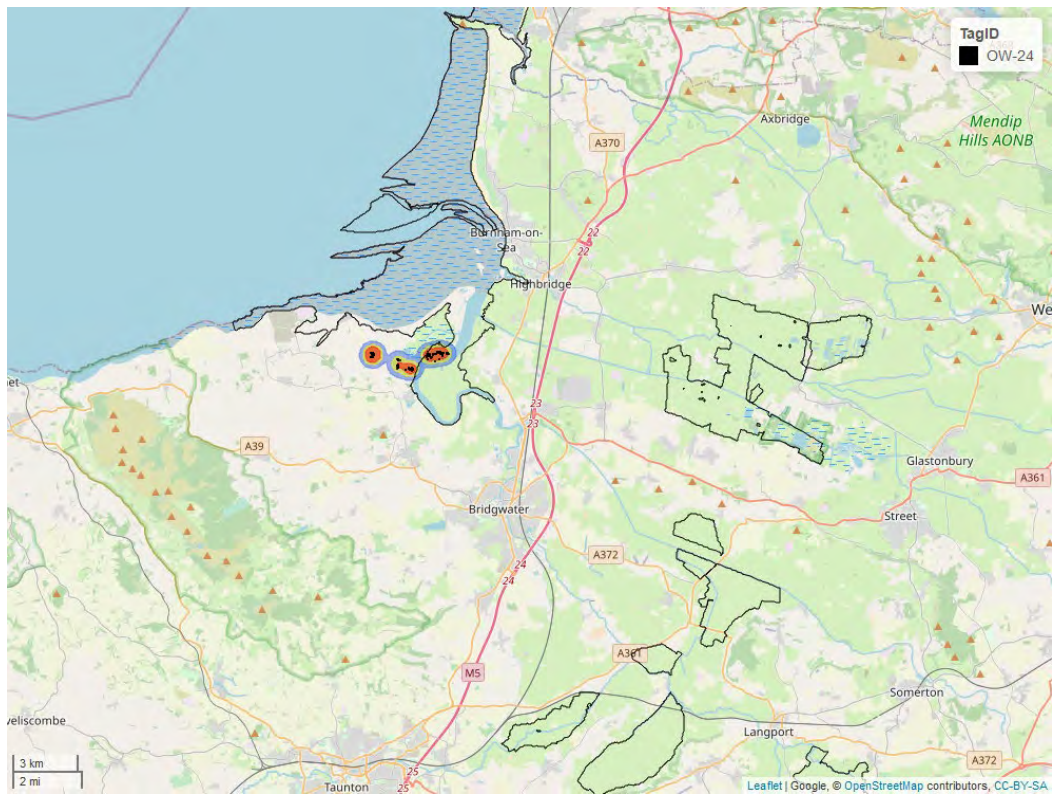 TagID
OW-24
Axbridge
Mendip
Hills AONB
A370
Burnham-on-
Sea
22
22
Highbridge
We
et
23
23
A39
Glastonbury
A361
Bridgwater
Street
A372
24
24
A361
M5
Somerton
veliscombe
Langport
A372
3 km
2 mi
25
25
Taunton
Leaflet | Google, © OpenStreetMap contributors, CC-BY-SA